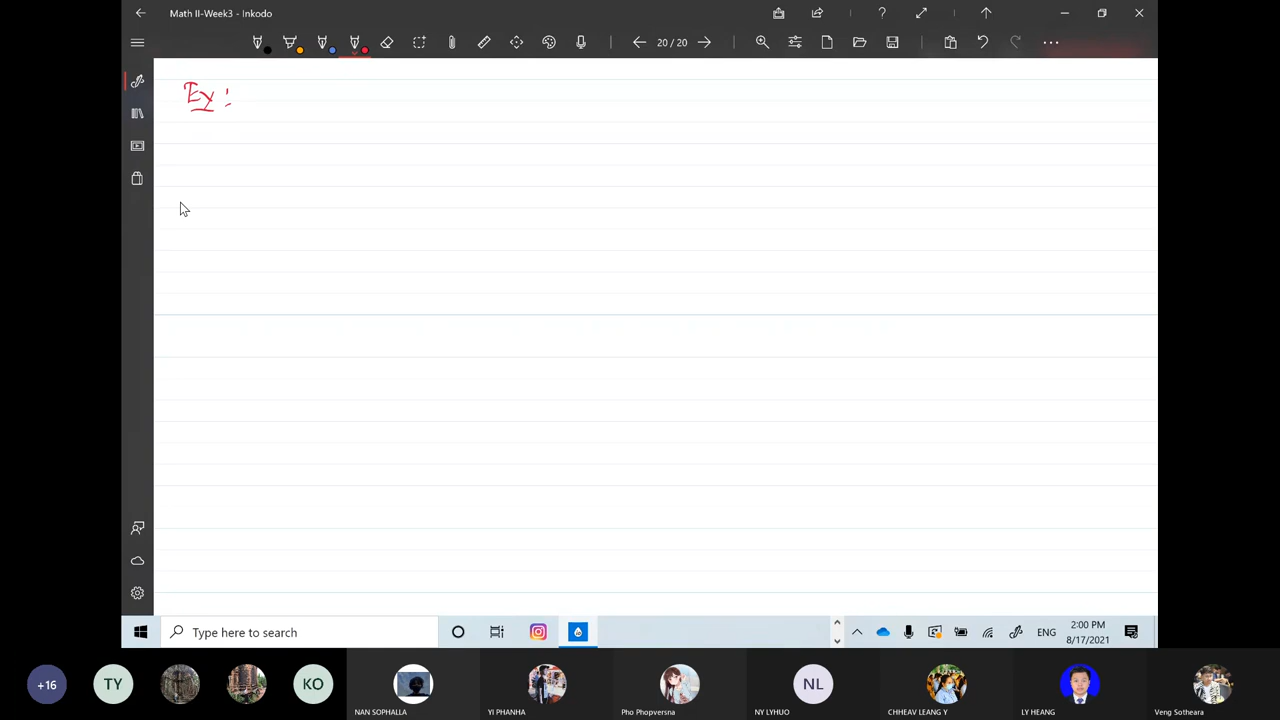 Math II-Week3 - Inkodo
?
20 / 20
Ex :
Type here to search
ENG
2:00 PM
8/17/2021
+16
TY
KO
NAN SOPHALLA
YI PHANHA
Pho Phopversna
NL
NY LYHUO
CHHEAV LEANG Y
LY HEANG
Veng Sotheara